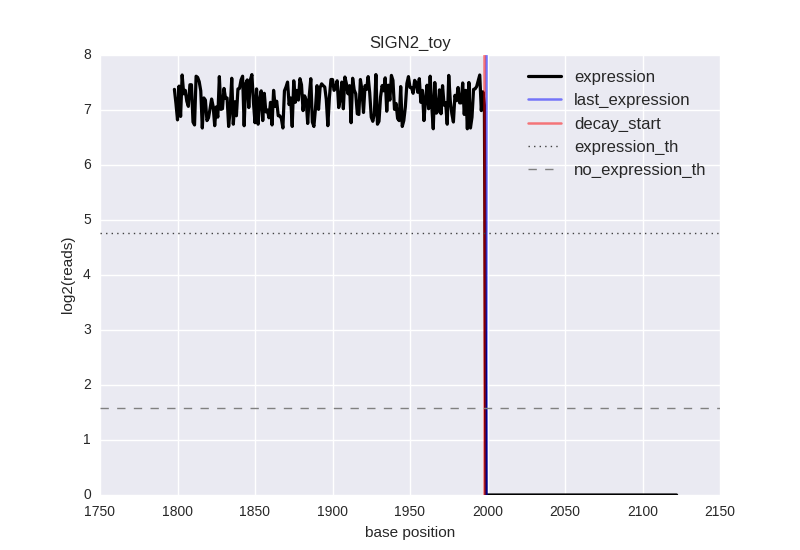 SIGN2_toy
8
7
6
5
4
3
2
1
0
log2(reads)
expression
last_expression
decay_start
expression_th
no_expression_th
1750 1800 1850 1900 1950 2000 2050 2100 2150
base position